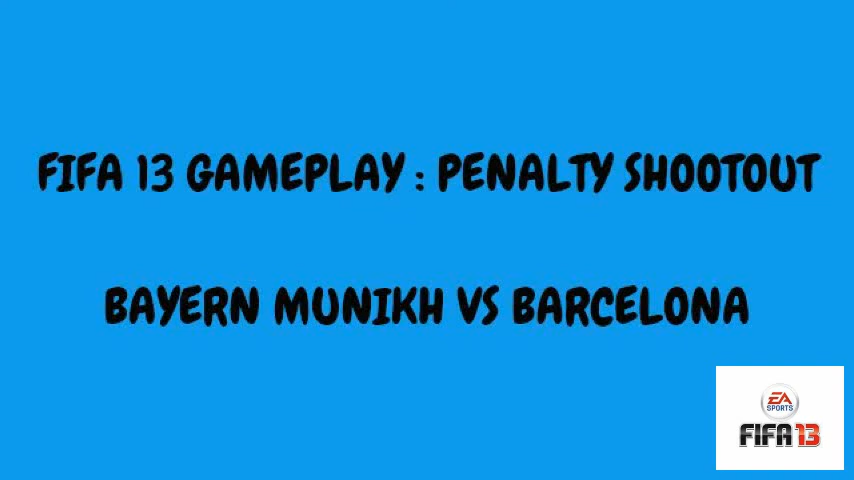 FIFA 13 GAMEPLAY : PENALTY SHOOTOUT
BAYERN MUNIKH VS BARCELONA
EA
SPORTS
FIFA 13